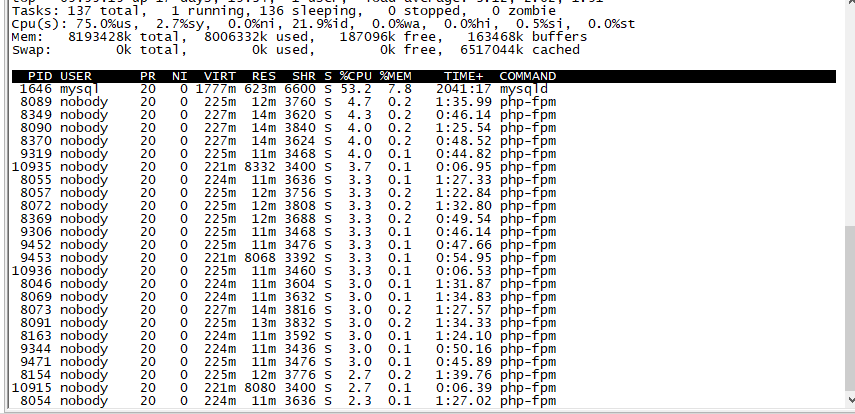 Tasks: 137 total,   1 running, 136 sleeping,   0 stopped,   0 zombie
Cpu(s): 75.0%us,  2.7%sy,  0.0%ni, 21.9%id,  0.0%wa,  0.0%hi,  0.5%si,  0.0%st
Mem:   8193428k total,  8006332k used,   187096k free,   163468k buffers
Swap:        0k total,        0k used,        0k free,  6517044k cached
PID USER PR NI VIRT RES SHR S %CPU %MEM TIME+ COMMAND
1646 mysql 20 0 1777m 623m 6600 S 53.2 7.8 2041:17 mysqld
8089 nobody 20 0 225m 12m 3760 S 4.7 0.2 1:35.99 php-fpm
8349 nobody 20 0 227m 14m 3620 S 4.3 0.2 0:46.14 php-fpm
8090 nobody 20 0 227m 14m 3840 S 4.0 0.2 1:25.54 php-fpm
8370 nobody 20 0 227m 14m 3624 S 4.0 0.2 0:48.52 php-fpm
9319 nobody 20 0 225m 11m 3468 S 4.0 0.1 0:44.82 php-fpm
10935 nobody 20 0 221m 8332 3400 S 3.7 0.1 0:06.95 php-fpm
8055 nobody 20 0 224m 11m 3636 S 3.3 0.1 1:27.33 php-fpm
8057 nobody 20 0 225m 12m 3756 S 3.3 0.2 1:22.84 php-fpm
8072 nobody 20 0 225m 12m 3808 S 3.3 0.2 1:32.80 php-fpm
8369 nobody 20 0 225m 12m 3688 S 3.3 0.2 0:49.54 php-fpm
9306 nobody 20 0 225m 11m 3468 S 3.3 0.1 0:46.14 php-fpm
9452 nobody 20 0 225m 11m 3476 S 3.3 0.1 0:47.66 php-fpm
9453 nobody 20 0 221m 8068 3392 S 3.3 0.1 0:54.95 php-fpm
10936 nobody 20 0 225m 11m 3460 S 3.3 0.1 0:06.53 php-fpm
8046 nobody 20 0 224m 11m 3604 S 3.0 0.1 1:31.87 php-fpm
8069 nobody 20 0 224m 11m 3632 S 3.0 0.1 1:34.83 php-fpm
8073 nobody 20 0 227m 14m 3816 S 3.0 0.2 1:27.57 php-fpm
8091 nobody 20 0 225m 13m 3832 S 3.0 0.2 1:34.33 php-fpm
8163 nobody 20 0 224m 11m 3592 S 3.0 0.1 1:24.10 php-fpm
9344 nobody 20 0 224m 11m 3436 S 3.0 0.1 0:50.16 php-fpm
9471 nobody 20 0 225m 11m 3476 S 3.0 0.1 0:45.89 php-fpm
8154 nobody 20 0 225m 12m 3776 S 2.7 0.2 1:39.76 php-fpm
10915 nobody 20 0 221m 8080 3400 S 2.7 0.1 0:06.39 php-fpm
8054 nobody 20 0 224m 11m 3636 S 2.3 0.1 1:27.02 php-fpm